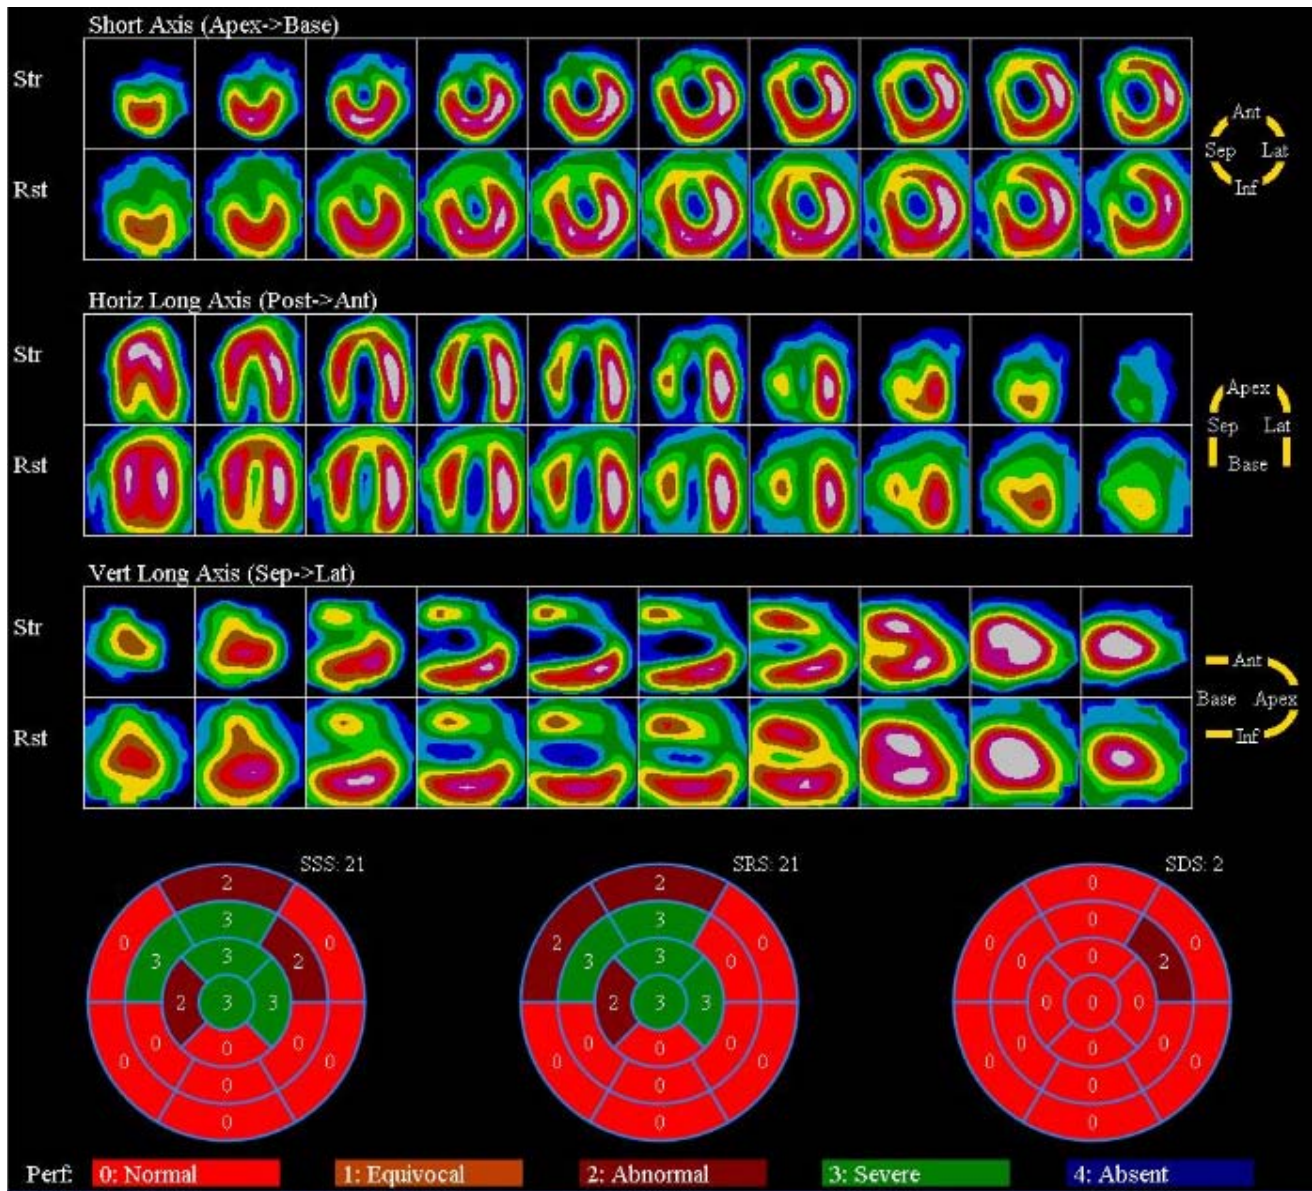 Short Axis (Apex->Base)
Str
Rst
Ant
Sep Lat
Inf
Horiz Long Axis (Post->Ant)
Str
Rst
Apex
Sep Lat
Base
Vert Long Axis (Sep->Lat)
Str
Rst
Ant
Base Apex
Inf
SSS: 21 SRS: 21 SDS: 2
2 2 0
3 3 0
0 3 3 2 0 2 3 3 0 0 0 0 0 2 0
2 3 3 2 3 3 0 0 0
0 0 0 0 0 0 0 0 0 0 0 0 0 0 0
0 0 0
0 0 0
Perf: 0: Normal 1: Equivocal 2: Abnormal 3: Severe 4: Absent